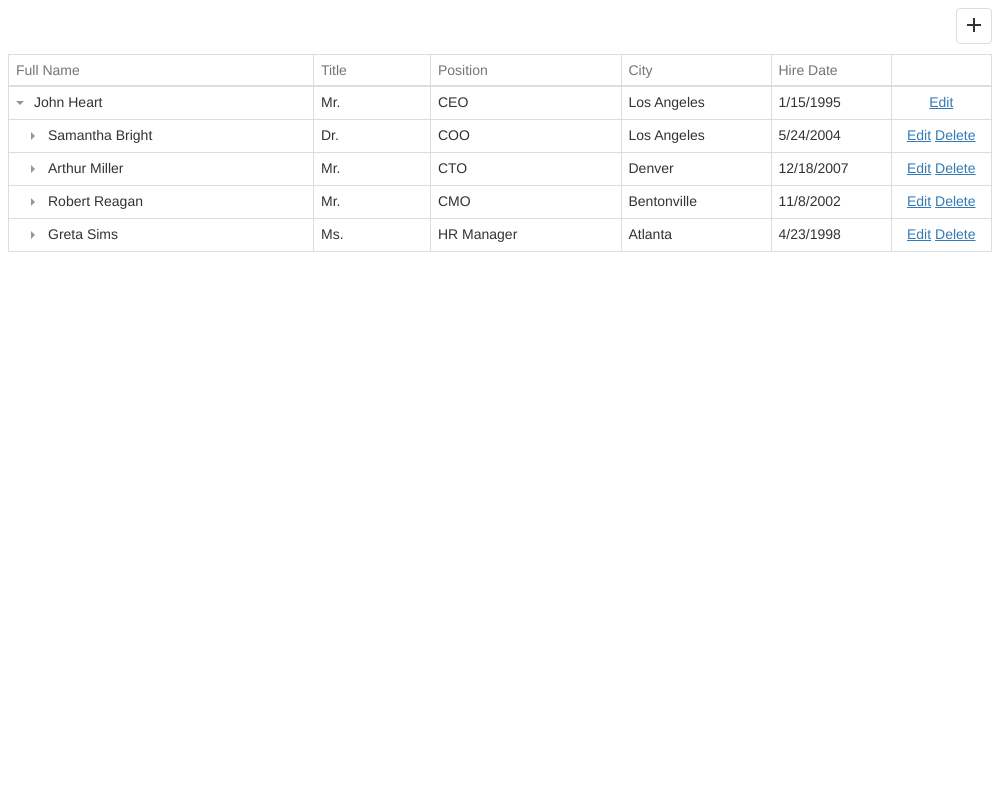 Full Name Title Position City Hire Date
John Heart Mr. CEO Los Angeles 1/15/1995 Edit
Samantha Bright Dr. COO Los Angeles 5/24/2004 Edit Delete
Arthur Miller Mr. CTO Denver 12/18/2007 Edit Delete
Robert Reagan Mr. CMO Bentonville 11/8/2002 Edit Delete
Greta Sims Ms. HR Manager Atlanta 4/23/1998 Edit Delete